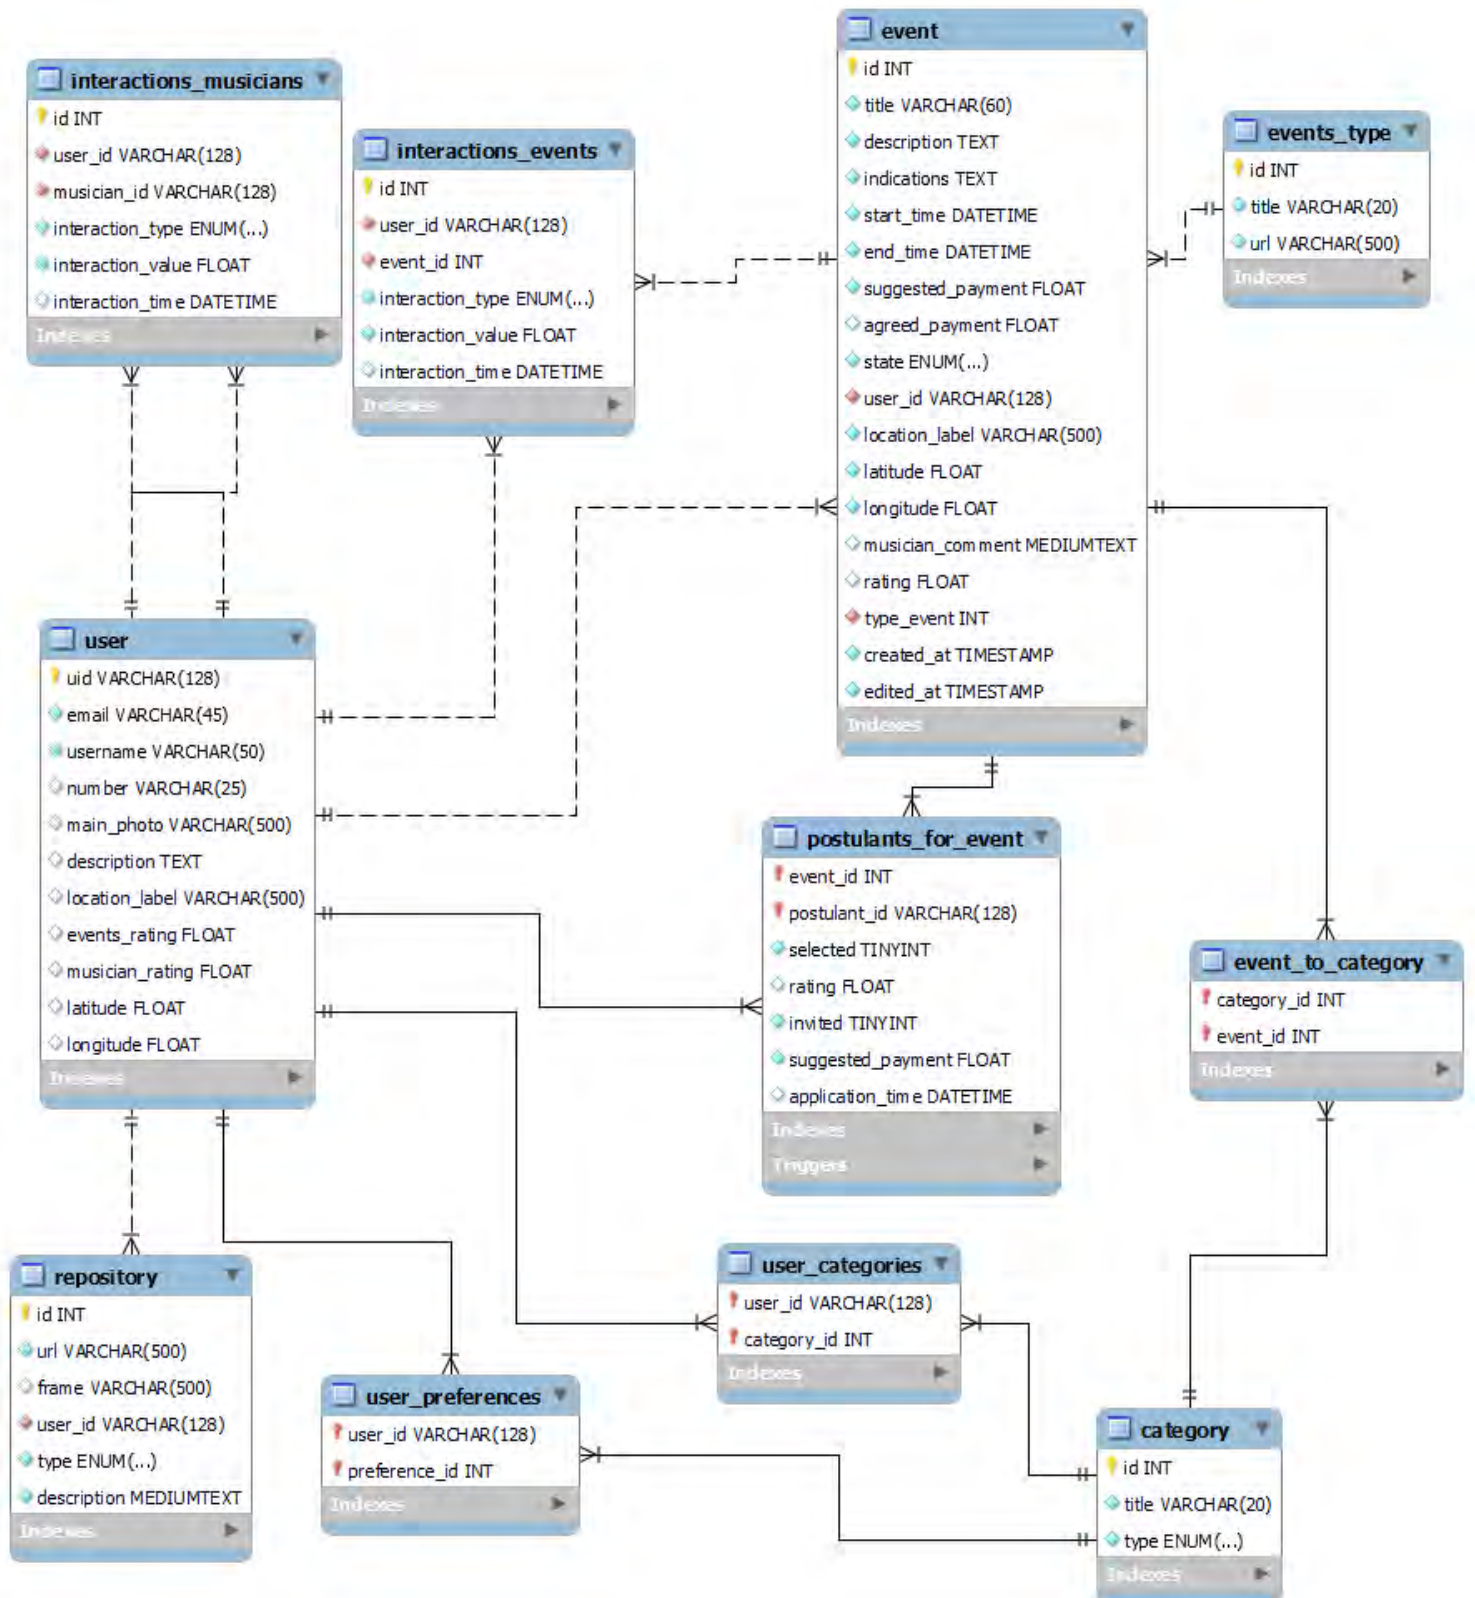 interactions_musicians
id INT
user_id VARCHAR(128)
musician_id VARCHAR(128)
interaction_type ENUM(...)
interaction_value FLOAT
interaction_time DATETIME
Indexes
interactions_events
id INT
user_id VARCHAR(128)
event_id INT
interaction_type ENUM(...)
interaction_value FLOAT
interaction_time DATETIME
Indexes
event
id INT
title VARCHAR(60)
description TEXT
indications TEXT
start_time DATETIME
end_time DATETIME
suggested_payment FLOAT
agreed_payment FLOAT
state ENUM(...)
user_id VARCHAR(128)
location_label VARCHAR(500)
latitude FLOAT
longitude FLOAT
musician_comment MEDIUMTEXT
rating FLOAT
type_event INT
created_at TIMESTAMP
edited_at TIMESTAMP
Indexes
events_type
id INT
title VARCHAR(20)
url VARCHAR(500)
Indexes
user
uid VARCHAR(128)
email VARCHAR(45)
username VARCHAR(50)
number VARCHAR(25)
main_photo VARCHAR(500)
description TEXT
location_label VARCHAR(500)
events_rating FLOAT
musician_rating FLOAT
latitude FLOAT
longitude FLOAT
Indexes
postulants_for_event
event_id INT
postulant_id VARCHAR(128)
selected TINYINT
rating FLOAT
invited TINYINT
suggested_payment FLOAT
application_time DATETIME
Indexes
Triggers
event_to_category
category_id INT
event_id INT
Indexes
repository
id INT
url VARCHAR(500)
frame VARCHAR(500)
user_id VARCHAR(128)
type ENUM(...)
description MEDIUMTEXT
Indexes
user_preferences
user_id VARCHAR(128)
preference_id INT
Indexes
user_categories
user_id VARCHAR(128)
category_id INT
Indexes
category
id INT
title VARCHAR(20)
type ENUM(...)
Indexes